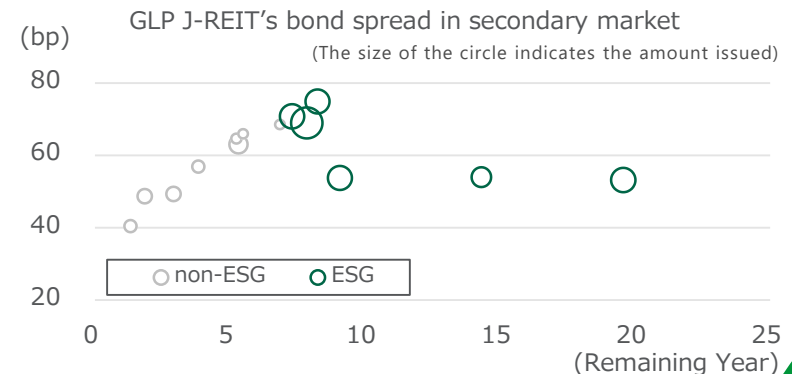 GLP J-REIT’s bond spread in secondary market
(bp)
(The size of the circle indicates the amount issued)
80
60
40
20
non-ESG ESG
0 5 10 15 20 25
(Remaining Year)